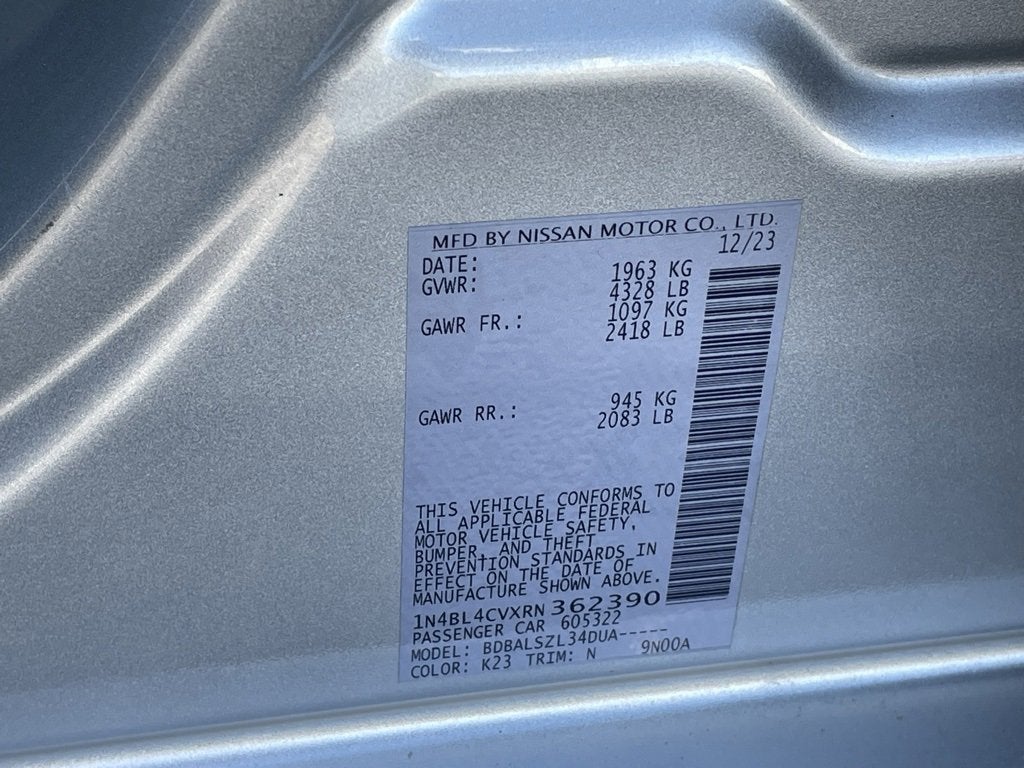 MFD BY NISSAN MOTOR CO., LTD.
DATE: 12/23
GVWR: 1963 KG
4328 LB
GAWR FR.: 1097 KG
2418 LB
GAWR RR.: 945 KG
2083 LB
THIS VEHICLE CONFORMS TO
ALL APPLICABLE FEDERAL
MOTOR VEHICLE SAFETY,
BUMPER, AND THEFT
PREVENTION STANDARDS IN
EFFECT ON THE DATE OF
MANUFACTURE SHOWN ABOVE.
1N4BL4CVXRN 362390
PASSENGER CAR 605322
MODEL: BDBALSZL34DUA-----
COLOR: K23 TRIM: N 9N00A